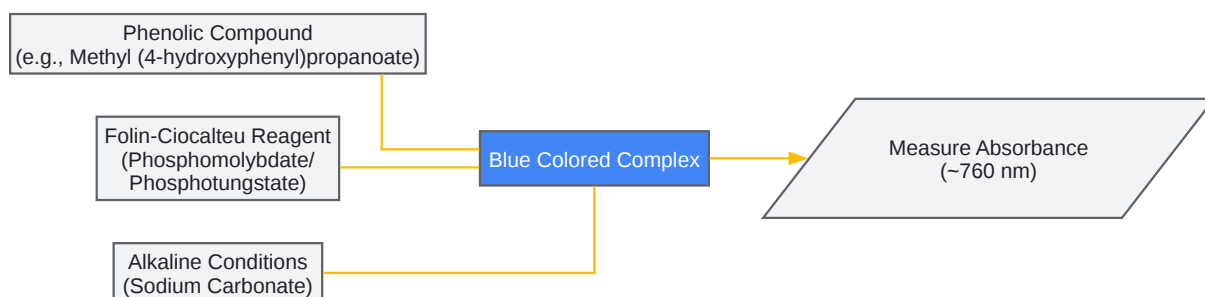 Phenolic Compound
(e.g., Methyl (4-hydroxyphenyl)propanoate)
Folin-Ciocalteu Reagent
(Phosphomolybdate/
Phosphotungstate)
Blue Colored Complex
Measure Absorbance
(~760 nm)
Alkaline Conditions
(Sodium Carbonate)